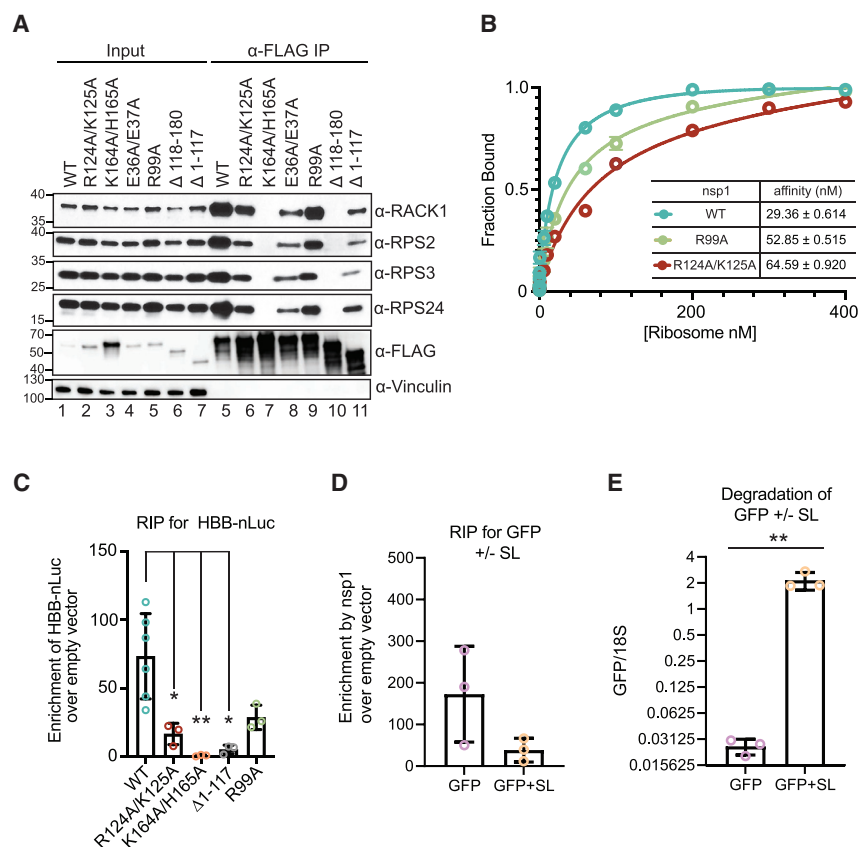 A
Input
α-FLAG IP
WT
R124A/K125A
K164A/H165A
E36A/E37A
R99A
Δ 118-180
Δ 1-117
WT
R124A/K125A
K164A/H165A
E36A/E37A
R99A
Δ 118-180
Δ 1-117
40
35
α-RACK1
40
35
α-RPS2
30
25
α-RPS3
20
15
α-RPS24
70
50
40
α-FLAG
130
100
α-Vinculin
1 2 3 4 5 6 7 5 6 7 8 9 10 11
B
Fraction Bound
1.0
0.5
0
0 200 400
[Ribosome nM]
nsp1 affinity (nM)
WT 29.36 ± 0.614
R99A 52.85 ± 0.515
R124A/K125A 64.59 ± 0.920
C
RIP for HBB-nLuc
Enrichment of HBB-nLuc
over empty vector
150
100
50
0
* ** *
WT
R124A/K125A
K164A/H165A
Δ1-117
R99A
D
RIP for GFP
+/- SL
Enrichment by nsp1
over empty vector
500
400
300
200
100
0
GFP GFP+SL
E
Degradation of
GFP +/- SL
**
GFP/18S
4
2
1
0.5
0.25
0.125
0.0625
0.03125
0.015625
GFP GFP+SL